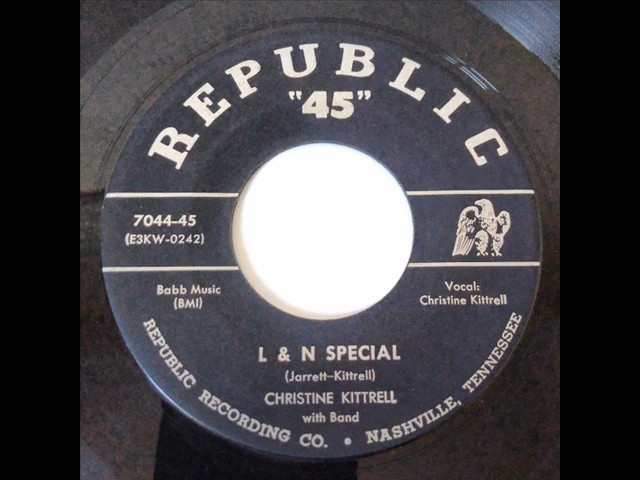 REPUBLIC
"45"
7044-45
(E3KW-0242)
Babb Music
(BMI)
Vocal:
Christine Kittrell
L & N SPECIAL
(Jarrett-Kittrell)
CHRISTINE KITTRELL
with Band
REPUBLIC RECORDING CO. • NASHVILLE, TENNESSEE